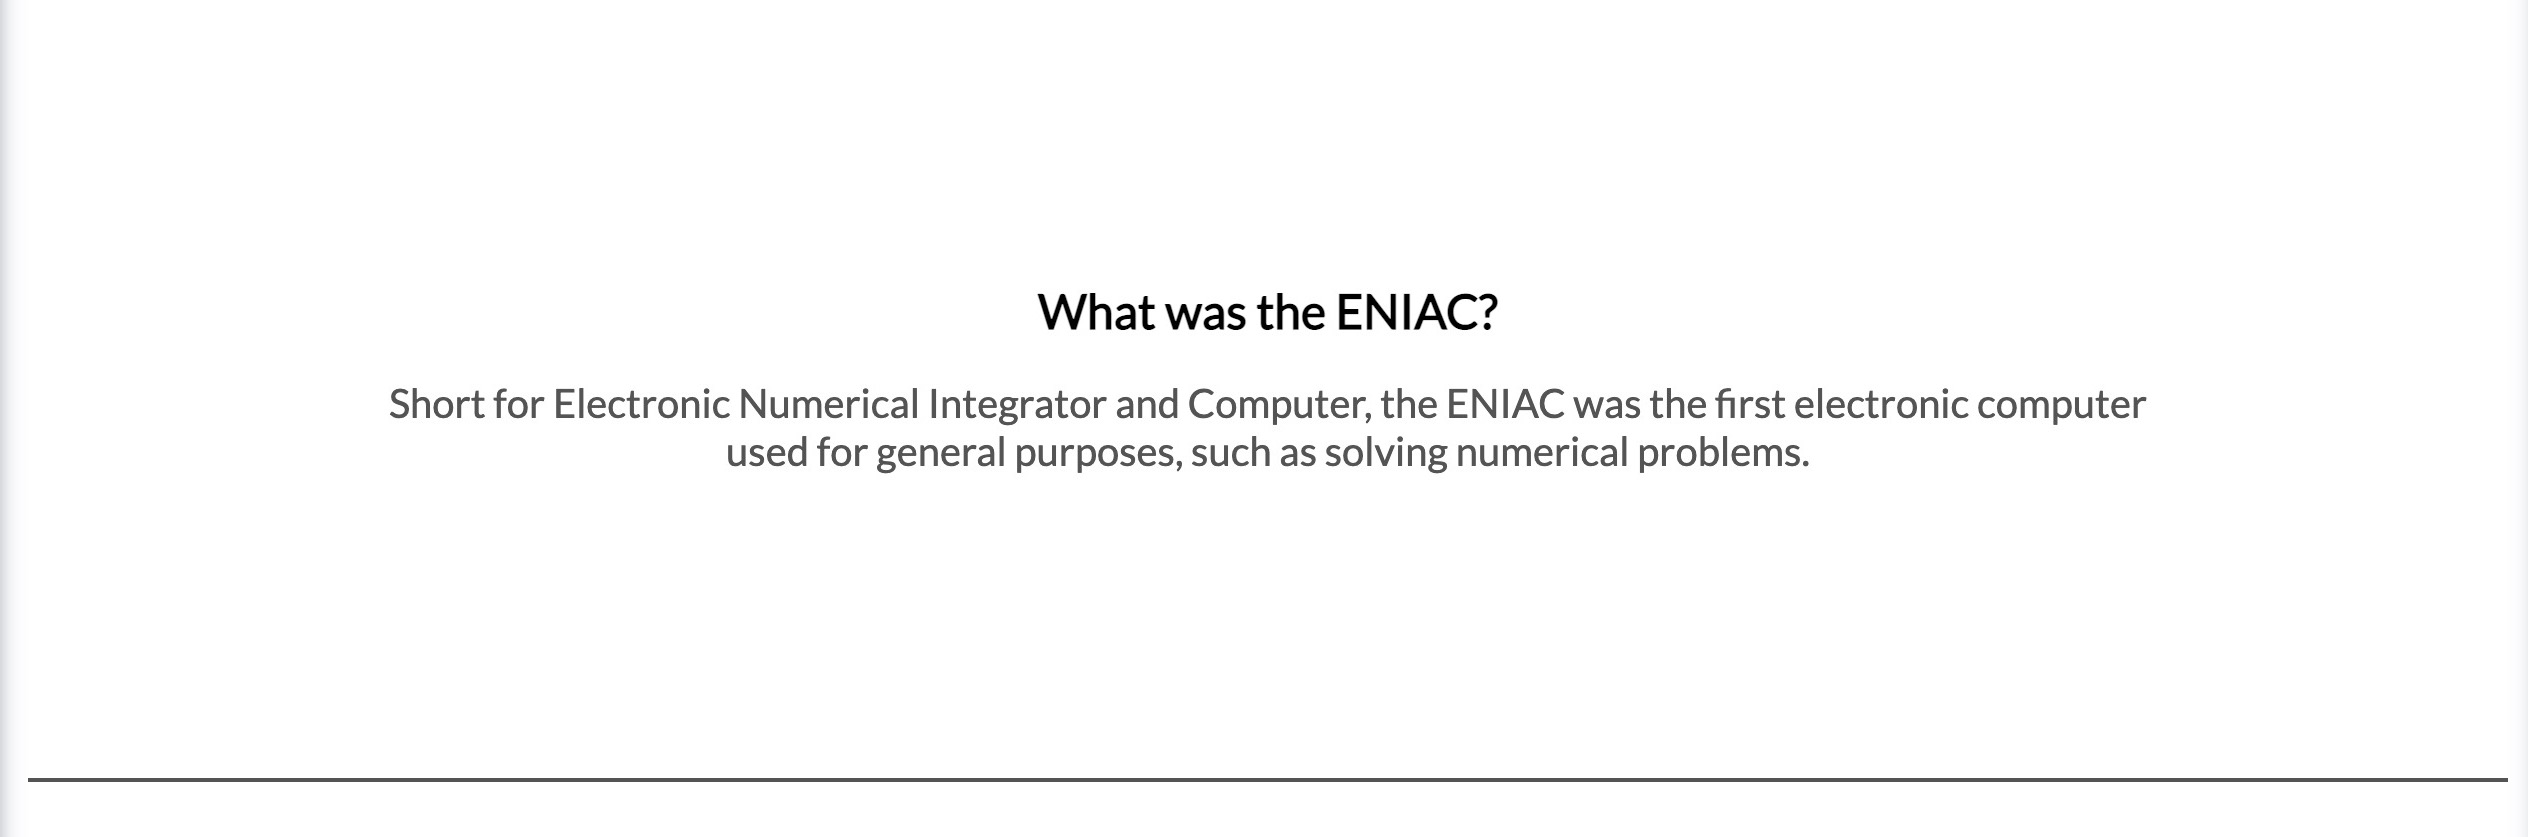 What was the ENIAC?
Short for Electronic Numerical Integrator and Computer, the ENIAC was the first electronic computer
used for general purposes, such as solving numerical problems.